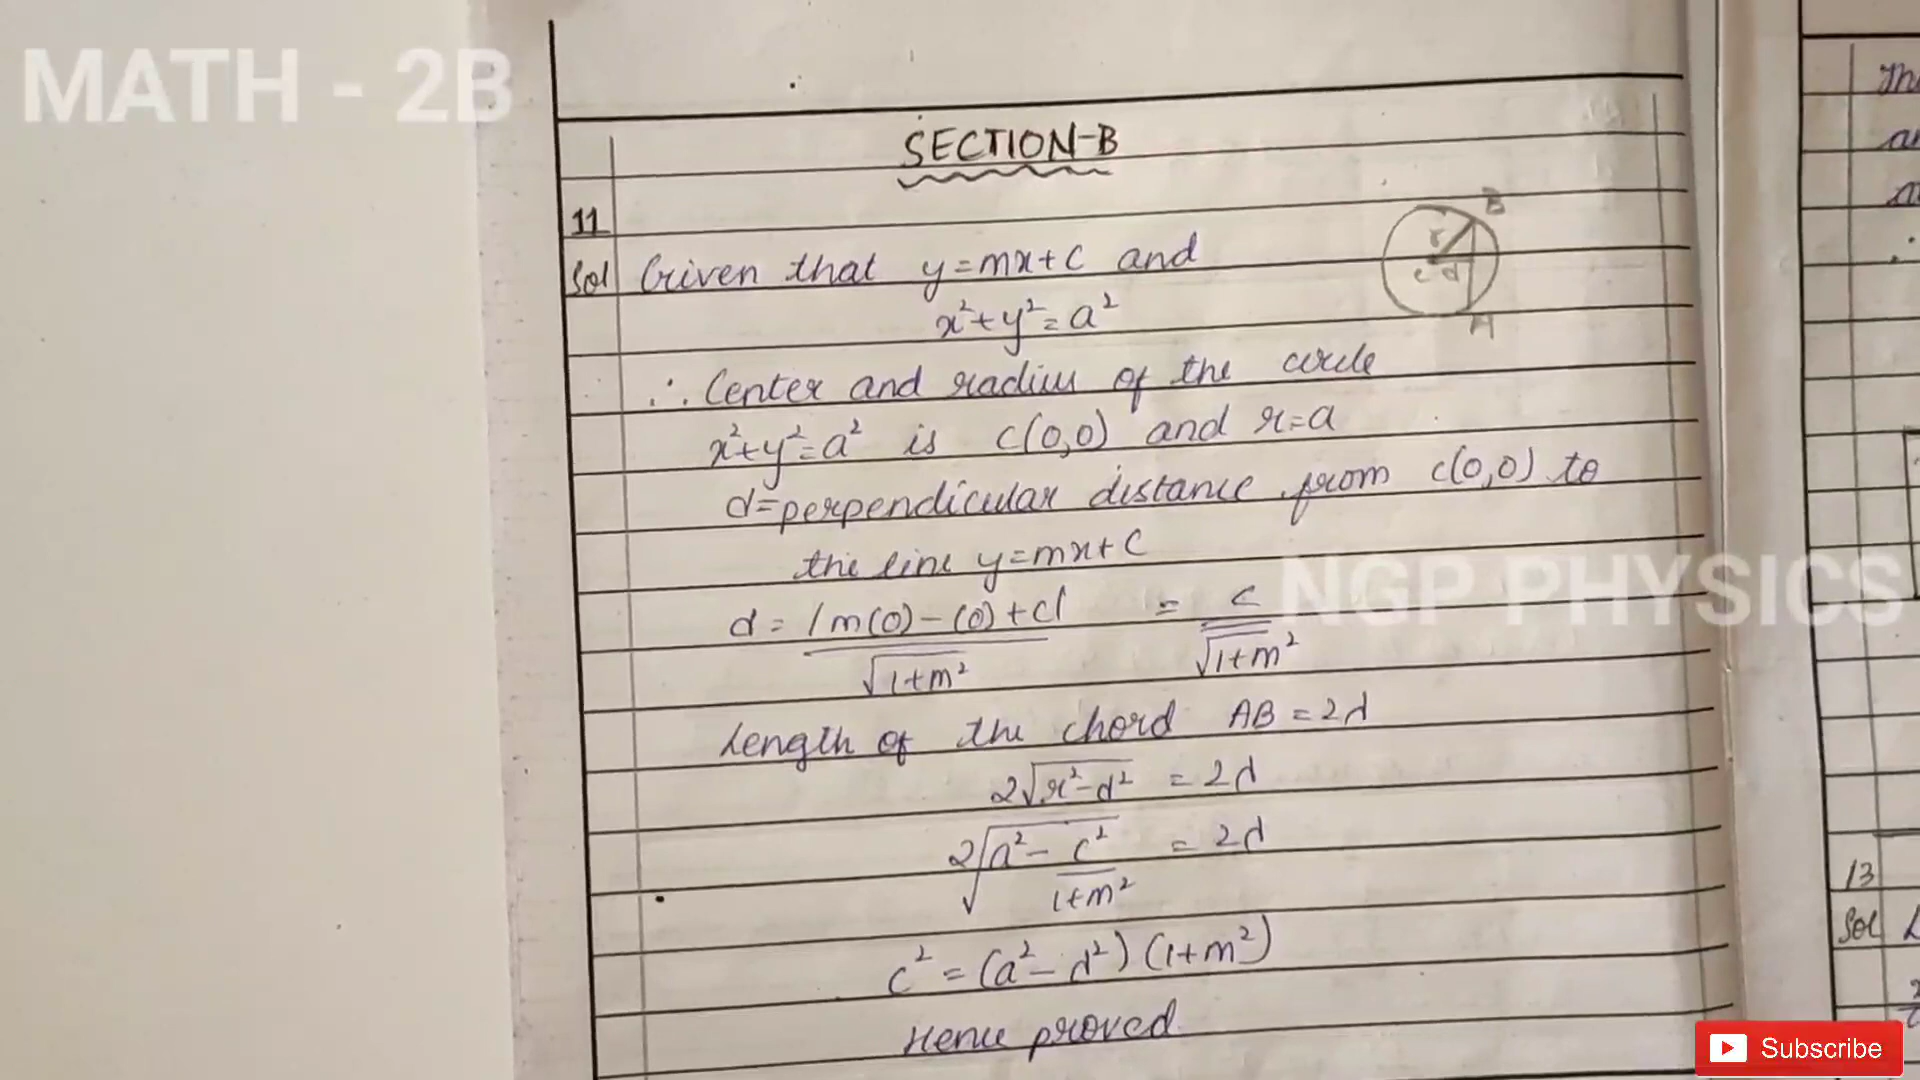 MATH - 2B
SECTION-B
11
Sol Given that y=mx+c and
x²+y²=a²
B
r
c d
A
∴ Center and radius of the circle
x²+y²=a² is c(0,0) and r=a
d=perpendicular distance from c(0,0) to
the line y=mx+c
NGP PHYSICS
d = |m(0)-(0)+c| / √1+m² = c / √1+m²
Length of the chord AB=2d
2√r²-d² = 2d
2√a²- c²/1+m² = 2d
c² = (a²-d²)(1+m²)
Hence proved.
13
Sol
Subscribe